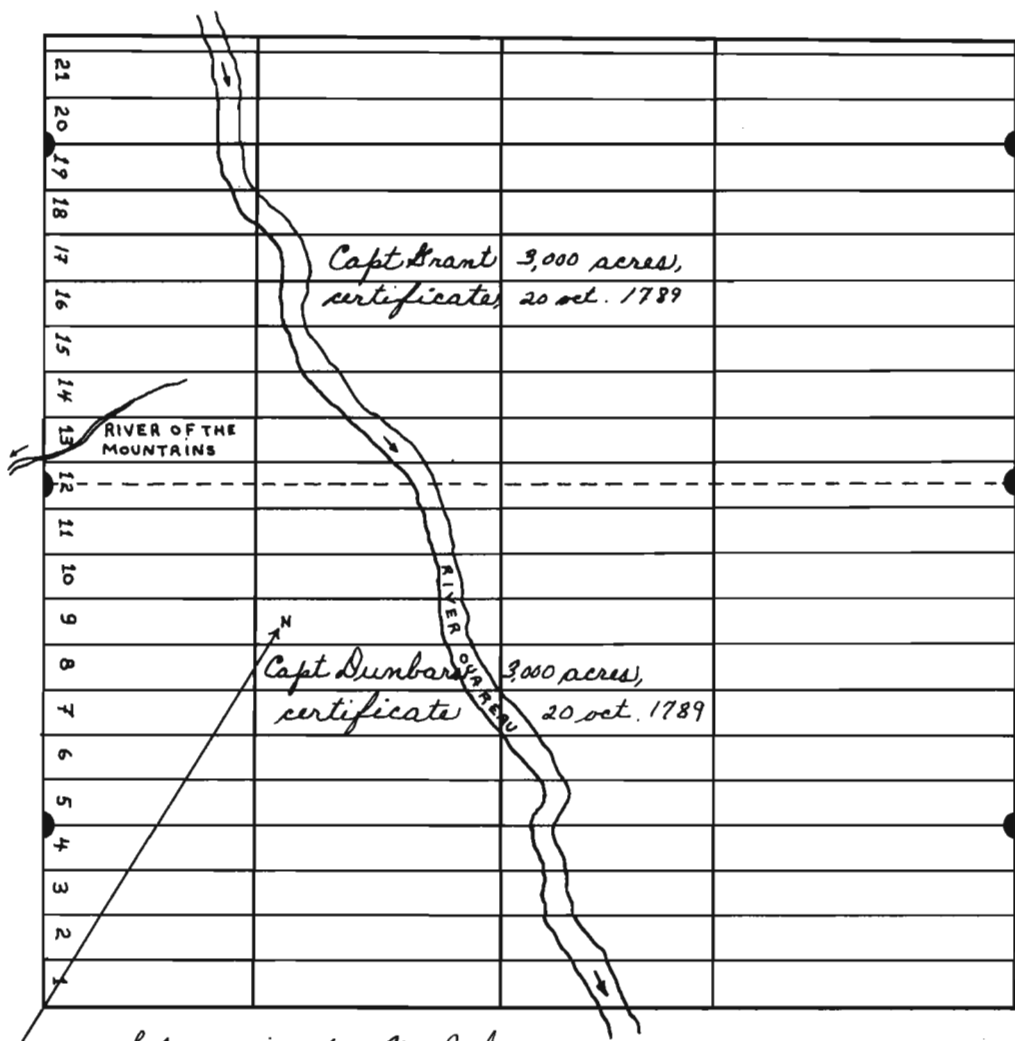 21
20
19
18
17
Capt Grant 3,000 acres,
16
certificate, 20 oct. 1789
15
14
13
RIVER OF THE
MOUNTAINS
12
11
10
9
RIVER OUAREAU
N
8
Capt Dunbars 3,000 acres,
7
certificate 20 oct. 1789
6
5
4
3
2
1